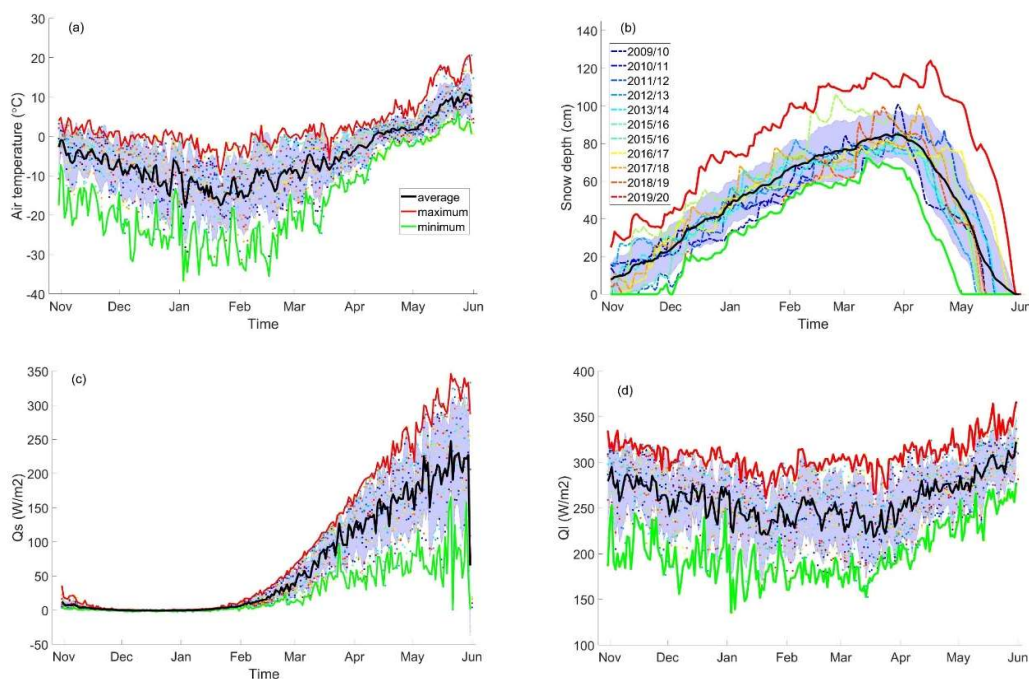 (a)
30
20
10
0
-10
-20
-30
-40
Air temperature (°C)
average
maximum
minimum
Nov Dec Jan Feb Mar Apr May Jun
Time
(b)
140
120
100
80
60
40
20
0
Snow depth (cm)
2009/10
2010/11
2011/12
2012/13
2013/14
2015/16
2015/16
2016/17
2017/18
2018/19
2019/20
Nov Dec Jan Feb Mar Apr May Jun
Time
(c)
350
300
250
200
150
100
50
0
-50
Qs (W/m2)
Nov Dec Jan Feb Mar Apr May Jun
Time
(d)
400
350
300
250
200
150
100
Ql (W/m2)
Nov Dec Jan Feb Mar Apr May Jun
Time